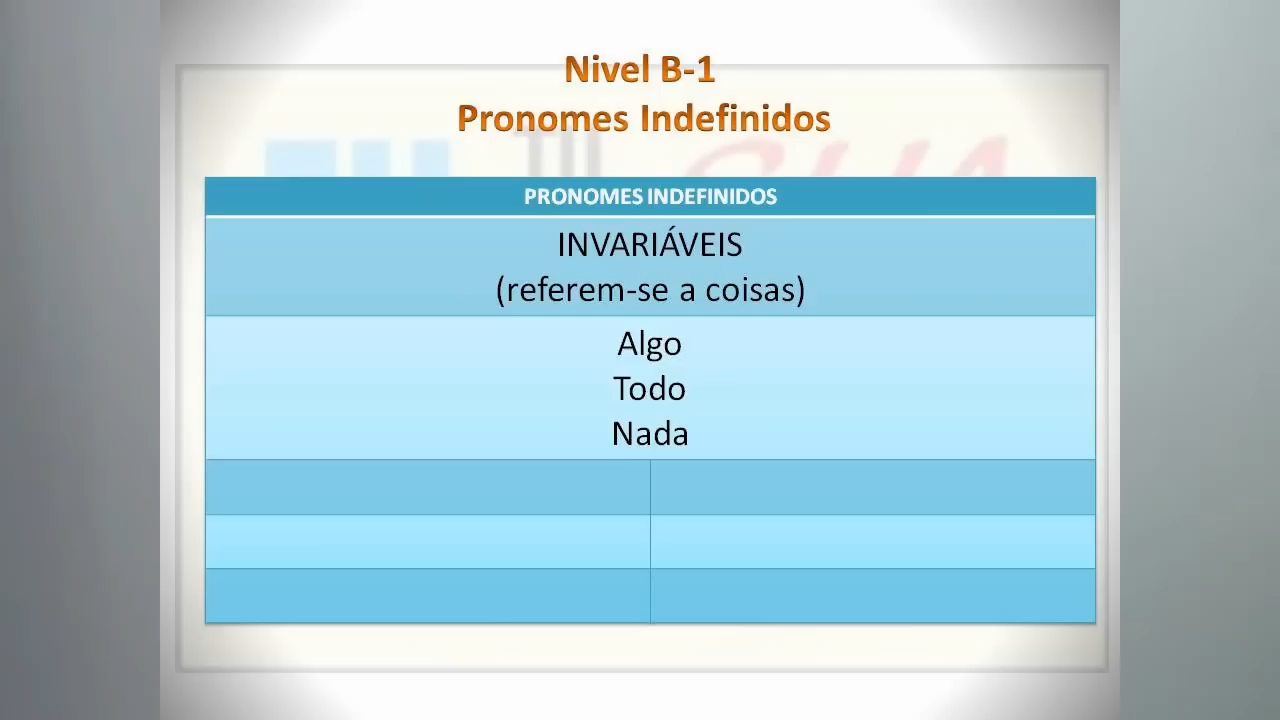 Nivel B-1
Pronomes Indefinidos
PRONOMES INDEFINIDOS
INVARIÁVEIS
(referem-se a coisas)
Algo
Todo
Nada